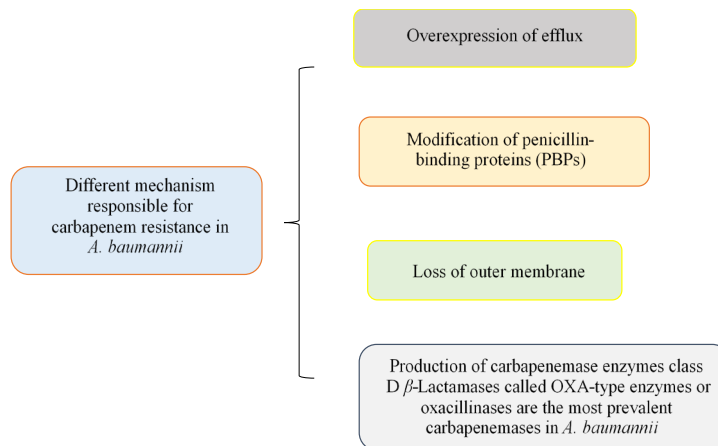 Overexpression of efflux
Modification of penicillin-
binding proteins (PBPs)
Different mechanism
responsible for
carbapenem resistance in
A. baumannii
Loss of outer membrane
Production of carbapenemase enzymes class
D β-Lactamases called OXA-type enzymes or
oxacillinases are the most prevalent
carbapenemases in A. baumannii